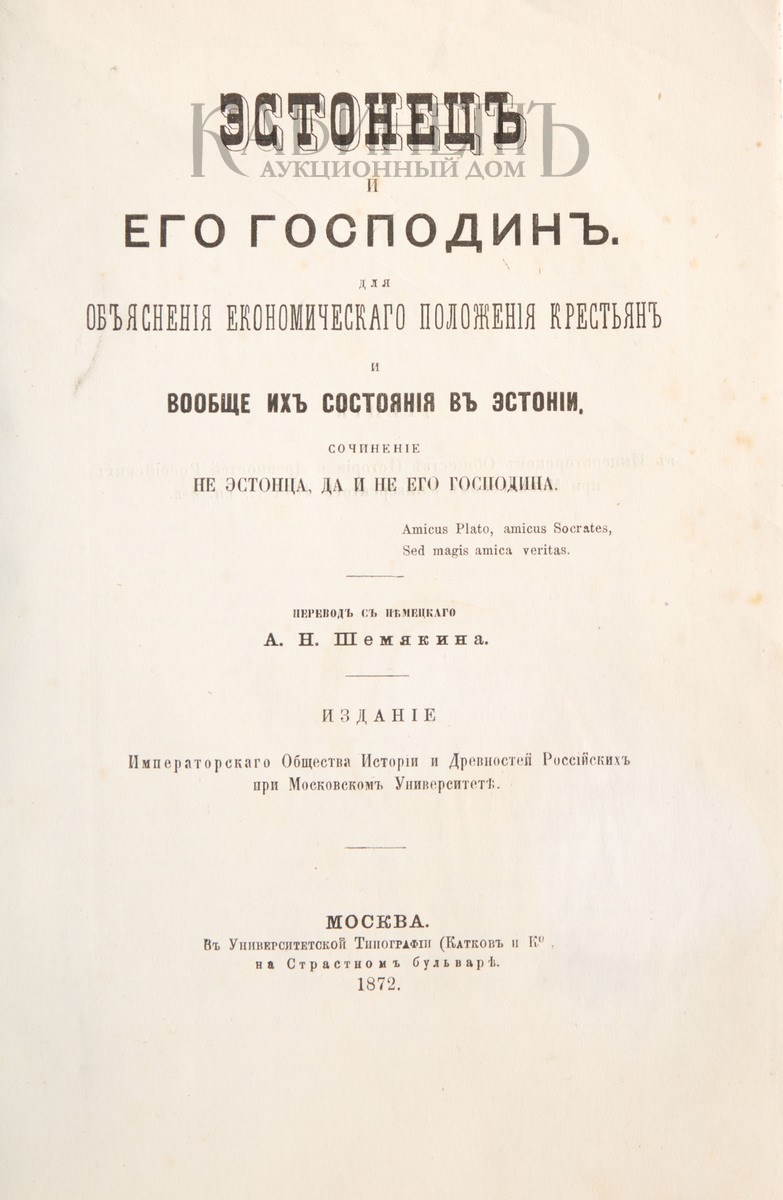 ЭСТОНЕЦЪ
КАБИНЕТЪ
АУКЦИОННЫЙ ДОМ
И
ЕГО ГОСПОДИНЪ.
ДЛЯ
ОБЪЯСНЕНІЯ ЕКОНОМИЧЕСКАГО ПОЛОЖЕНІЯ КРЕСТЬЯНЪ
И
ВООБЩЕ ИХЪ СОСТОЯНІЯ ВЪ ЭСТОНІИ,
СОЧИНЕНІЕ
НЕ ЭСТОНЦА, ДА И НЕ ЕГО ГОСПОДИНА.
Amicus Plato, amicus Socrates,
Sed magis amica veritas.
ПЕРЕВОДЪ СЪ НѢМЕЦКАГО
А. Н. Шемякина.
ИЗДАНІЕ
Императорскаго Общества Исторіи и Древностей Россійскихъ
при Московскомъ Университетѣ.
МОСКВА.
Въ Университетской Типографіи (Катковъ и Ко,
на Страстномъ бульварѣ.
1872.